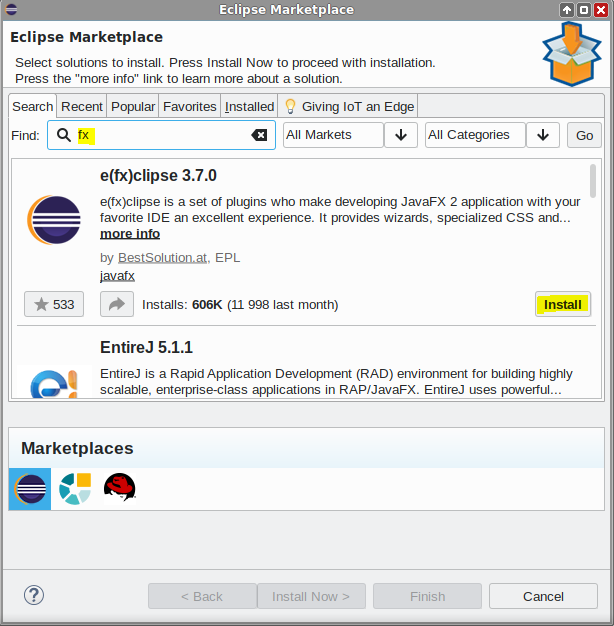 Eclipse Marketplace
Eclipse Marketplace
Select solutions to install. Press Install Now to proceed with installation.
Press the "more info" link to learn more about a solution.
Search Recent Popular Favorites Installed Giving IoT an Edge
Find: fx All Markets All Categories Go
e(fx)clipse 3.7.0
e(fx)clipse is a set of plugins who make developing JavaFX 2 application with your
favorite IDE an excellent experience. It provides wizards, specialized CSS and...
more info
by BestSolution.at, EPL
javafx
533 Installs: 606K (11 998 last month) Install
EntireJ 5.1.1
EntireJ is a Rapid Application Development (RAD) environment for building highly
scalable, enterprise-class applications in RAP/JavaFX. EntireJ uses powerful...
Marketplaces
? < Back Install Now > Finish Cancel